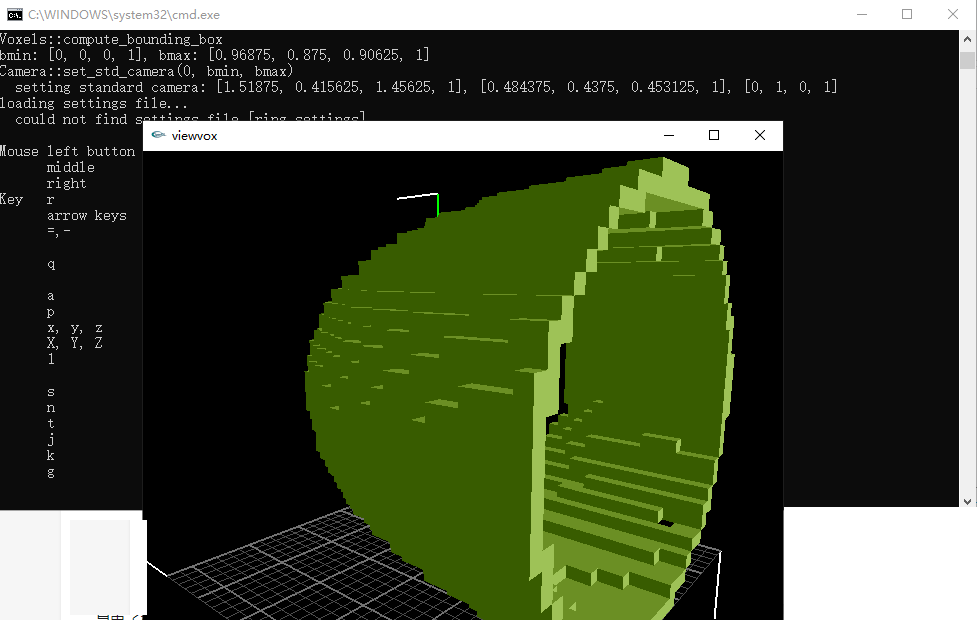 C:\WINDOWS\system32\cmd.exe
Voxels::compute_bounding_box
bmin: [0, 0, 0, 1], bmax: [0.96875, 0.875, 0.90625, 1]
Camera::set_std_camera(0, bmin, bmax)
setting standard camera: [1.51875, 0.415625, 1.45625, 1], [0.484375, 0.4375, 0.453125, 1], [0, 1, 0, 1]
loading settings file...
could not find settings file [ring.settings]
viewvox
Mouse left button
middle
right
Key r
arrow keys
=,-
q
a
p
x, y, z
X, Y, Z
s
n
t
j
k
g